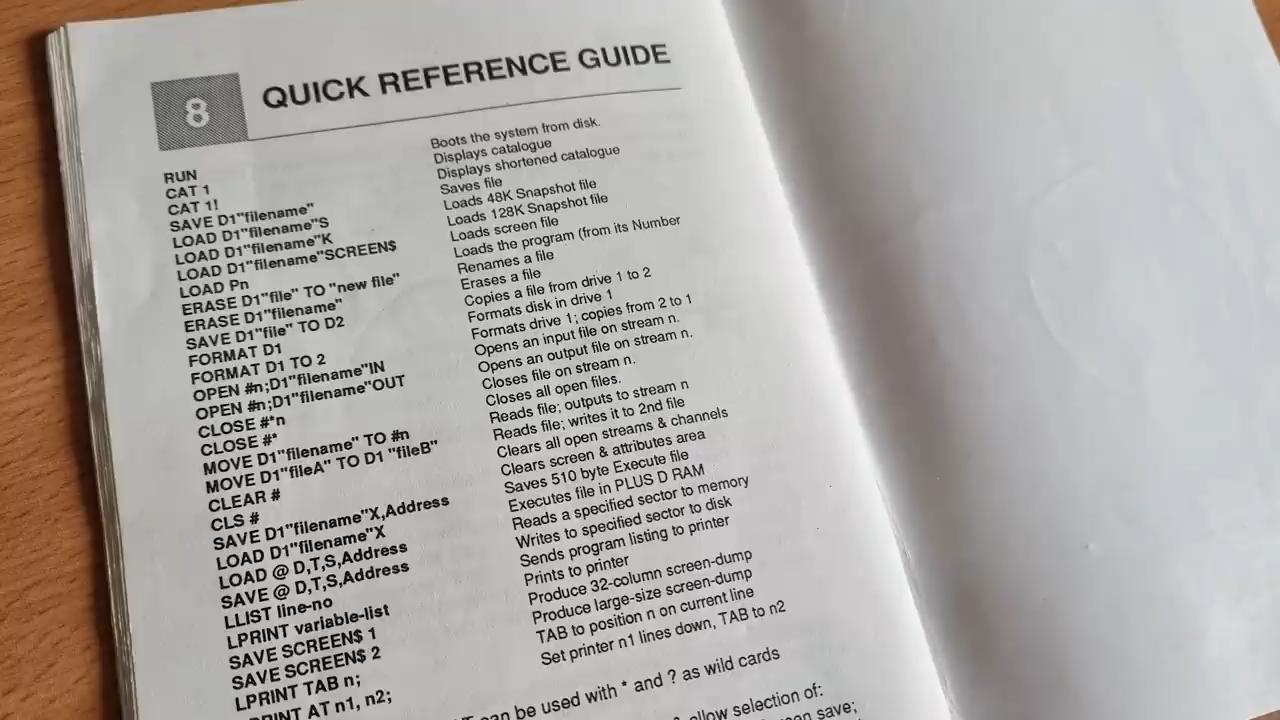 8 QUICK REFERENCE GUIDE
RUN Boots the system from disk.
CAT 1 Displays catalogue
CAT 1! Displays shortened catalogue
SAVE D1"filename" Saves file
LOAD D1"filename"S Loads 48K Snapshot file
LOAD D1"filename"K Loads 128K Snapshot file
LOAD D1"filename"SCREEN$ Loads screen file
LOAD Pn Loads the program (from its Number
ERASE D1"file" TO "new file" Renames a file
ERASE D1"filename" Erases a file
SAVE D1"file" TO D2 Copies a file from drive 1 to 2
FORMAT D1 Formats disk in drive 1
FORMAT D1 TO 2 Formats drive 1; copies from 2 to 1
OPEN #n;D1"filename"IN Opens an input file on stream n.
OPEN #n;D1"filename"OUT Opens an output file on stream n.
CLOSE #*n Closes file on stream n.
CLOSE #* Closes all open files.
MOVE D1"filename" TO #n Reads file; outputs to stream n
MOVE D1"fileA" TO D1 "fileB" Reads file; writes it to 2nd file
CLEAR # Clears all open streams & channels
CLS # Clears screen & attributes area
SAVE D1"filename"X,Address Saves 510 byte Execute file
LOAD D1"filename"X Executes file in PLUS D RAM
LOAD @ D,T,S,Address Reads a specified sector to memory
SAVE @ D,T,S,Address Writes to specified sector to disk
LLIST line-no Sends program listing to printer
LPRINT variable-list Prints to printer
SAVE SCREEN$ 1 Produce 32-column screen-dump
SAVE SCREEN$ 2 Produce large-size screen-dump
LPRINT TAB n; TAB to position n on current line
PRINT AT n1, n2; Set printer n1 lines down, TAB to n2
can be used with * and ? as wild cards
allow selection of:
save;